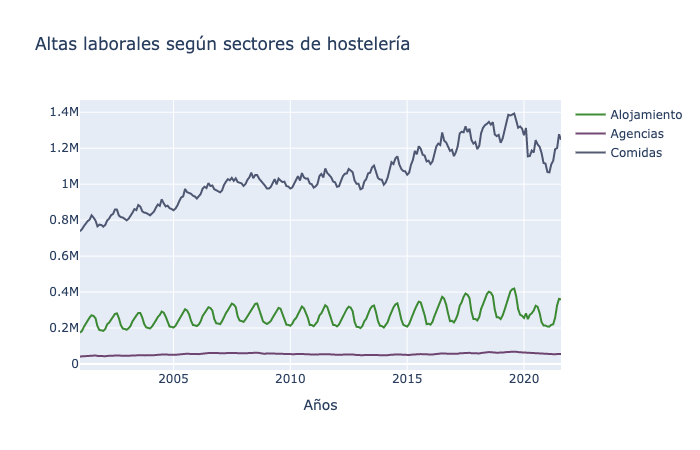 Altas laborales según sectores de hostelería
1.4M
1.2M
1M
0.8M
0.6M
0.4M
0.2M
0
2005
2010
2015
2020
Años
Alojamiento
Agencias
Comidas